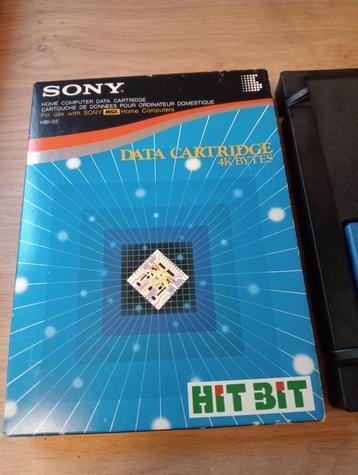 SONY®
HOME COMPUTER DATA CARTRIDGE
CARTOUCHE DE DONNÉES POUR ORDINATEUR DOMESTIQUE
For use with SONY MSX Home Computers
HBI-55
DATA CARTRIDGE
4K BYTES
HiT BiT